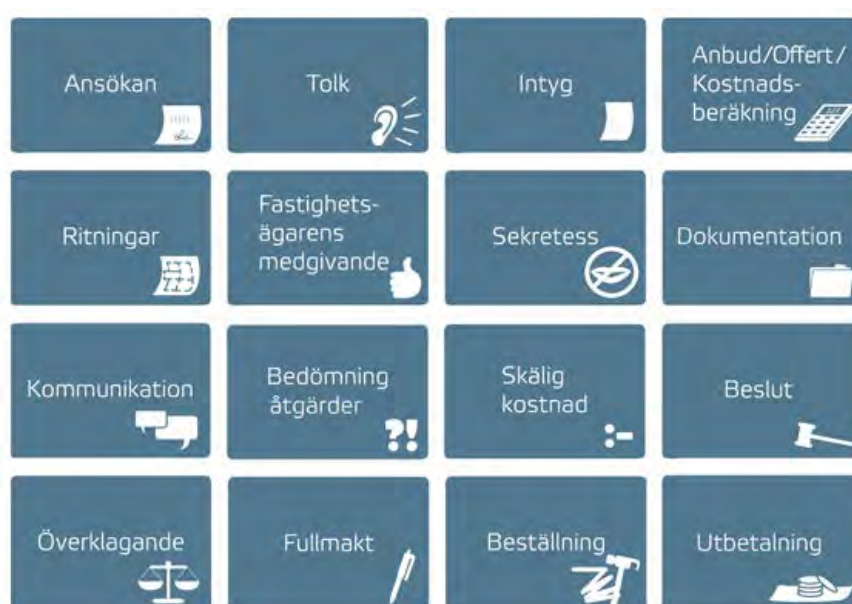 Ansökan
Tolk
Intyg
Anbud/Offert/
Kostnads-
beräkning
Ritningar
Fastighets-
ägarens
medgivande
Sekretess
Dokumentation
Kommunikation
Bedömning
åtgärder
?!
Skälig
kostnad
:-
Beslut
Överklagande
Fullmakt
Beställning
Utbetalning